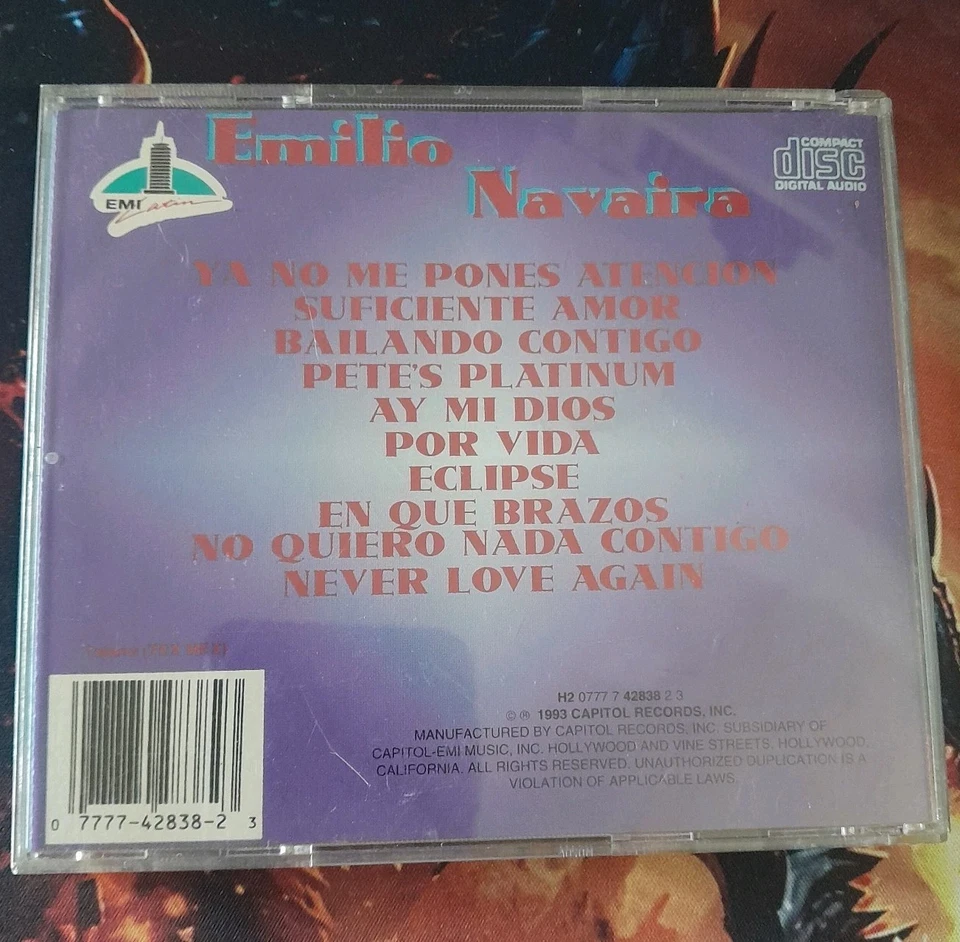 Emilio
Navaira
EMI Latin
COMPACT
disc
DIGITAL AUDIO
YA NO ME PONES ATENCION
SUFICIENTE AMOR
BAILANDO CONTIGO
PETE'S PLATINUM
AY MI DIOS
POR VIDA
ECLIPSE
EN QUE BRAZOS
NO QUIERO NADA CONTIGO
NEVER LOVE AGAIN
H2 0777 7 42838 2 3
© ℗ 1993 CAPITOL RECORDS, INC.
MANUFACTURED BY CAPITOL RECORDS, INC. SUBSIDIARY OF
CAPITOL-EMI MUSIC, INC. HOLLYWOOD AND VINE STREETS, HOLLYWOOD,
CALIFORNIA. ALL RIGHTS RESERVED. UNAUTHORIZED DUPLICATION IS A
VIOLATION OF APPLICABLE LAWS.
0 7777-42838-2 3